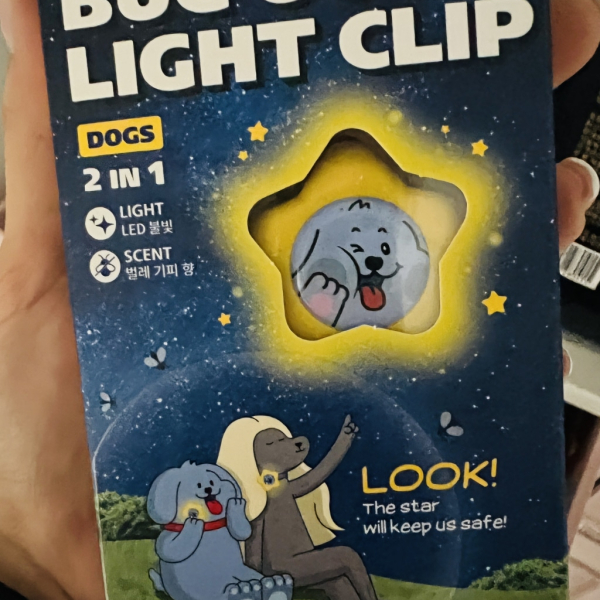 LIGHT CLIP
DOGS
2 IN 1
LIGHT
LED 불빛
SCENT
벌레 기피 향
LOOK!
The star
will keep us safe!